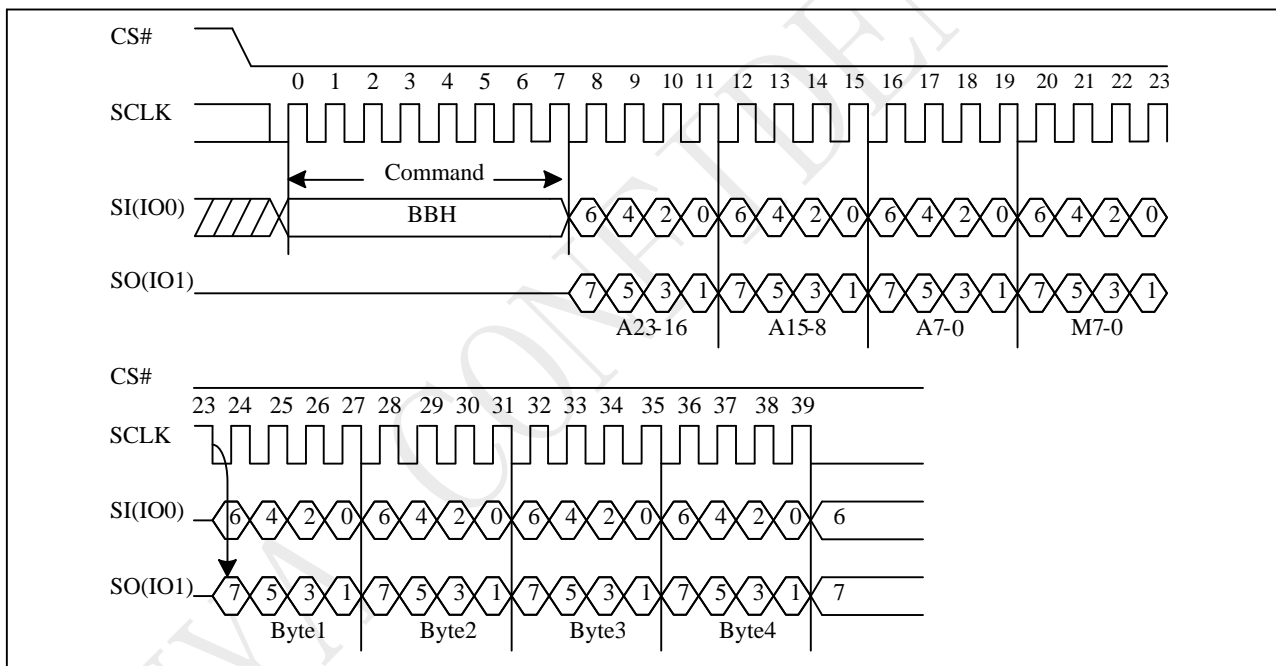 CS#
0 1 2 3 4 5 6 7 8 9 10 11 12 13 14 15 16 17 18 19 20 21 22 23
SCLK
Command
SI(IO0) BBH 6 4 2 0 6 4 2 0 6 4 2 0 6 4 2 0
SO(IO1) 7 5 3 1 7 5 3 1 7 5 3 1 7 5 3 1
A23-16 A15-8 A7-0 M7-0
CS#
23 24 25 26 27 28 29 30 31 32 33 34 35 36 37 38 39
SCLK
SI(IO0) 6 4 2 0 6 4 2 0 6 4 2 0 6 4 2 0 6
SO(IO1) 7 5 3 1 7 5 3 1 7 5 3 1 7 5 3 1 7
Byte1 Byte2 Byte3 Byte4